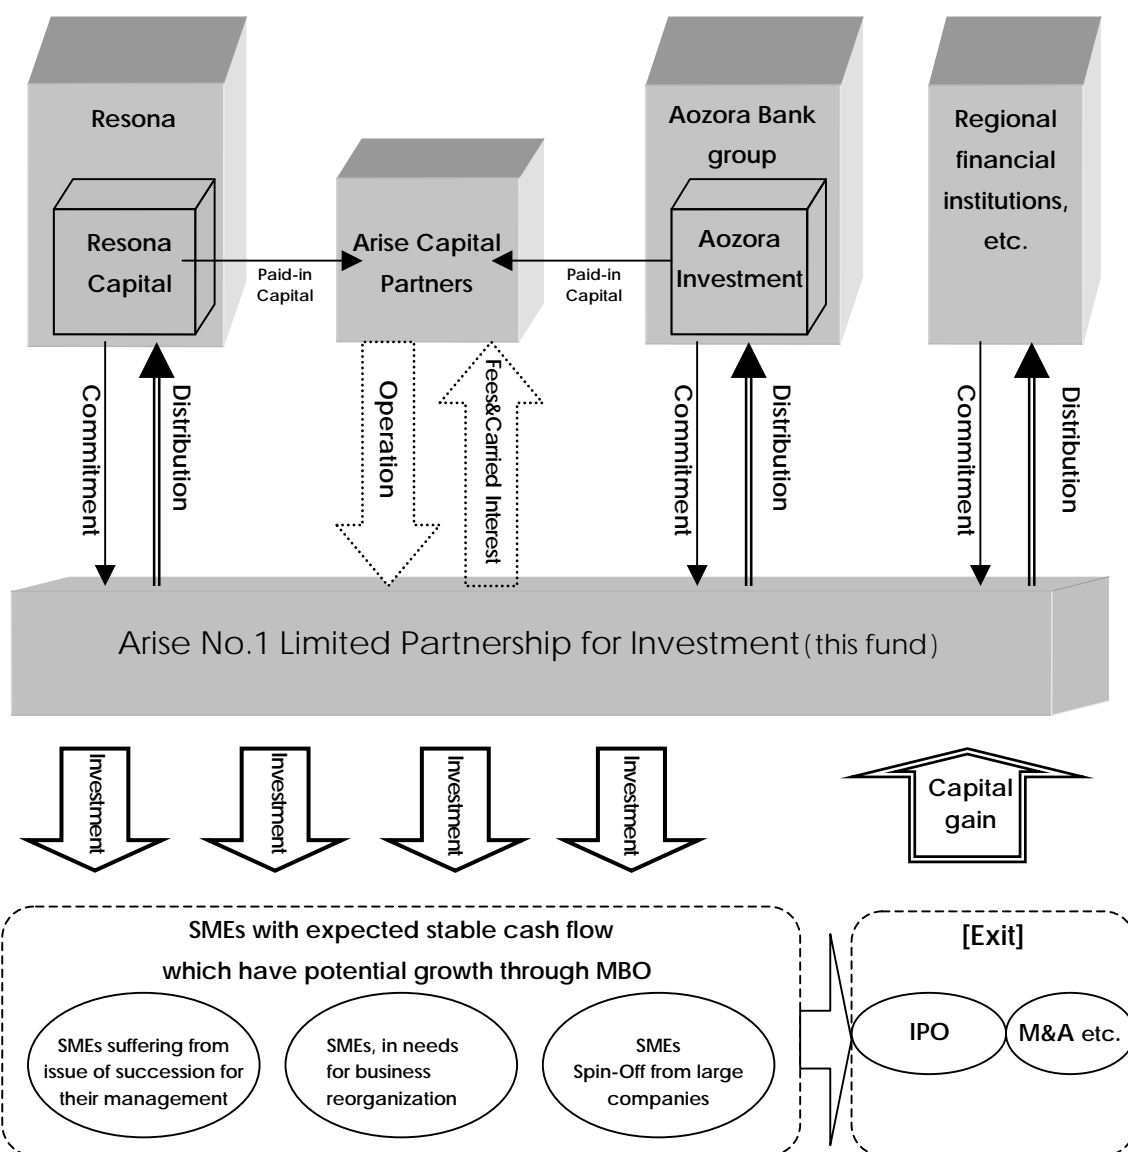 Resona
Resona
Capital
Paid-in
Capital
Arise Capital
Partners
Paid-in
Capital
Aozora Bank
group
Aozora
Investment
Regional
financial
institutions,
etc.
Commitment
Distribution
Operation
Fees&Carried Interest
Commitment
Distribution
Commitment
Distribution
Arise No.1 Limited Partnership for Investment(this fund)
Investment
Investment
Investment
Investment
Capital
gain
SMEs with expected stable cash flow
which have potential growth through MBO
SMEs suffering from
issue of succession for
their management
SMEs, in needs
for business
reorganization
SMEs
Spin-Off from large
companies
[Exit]
IPO
M&A etc.